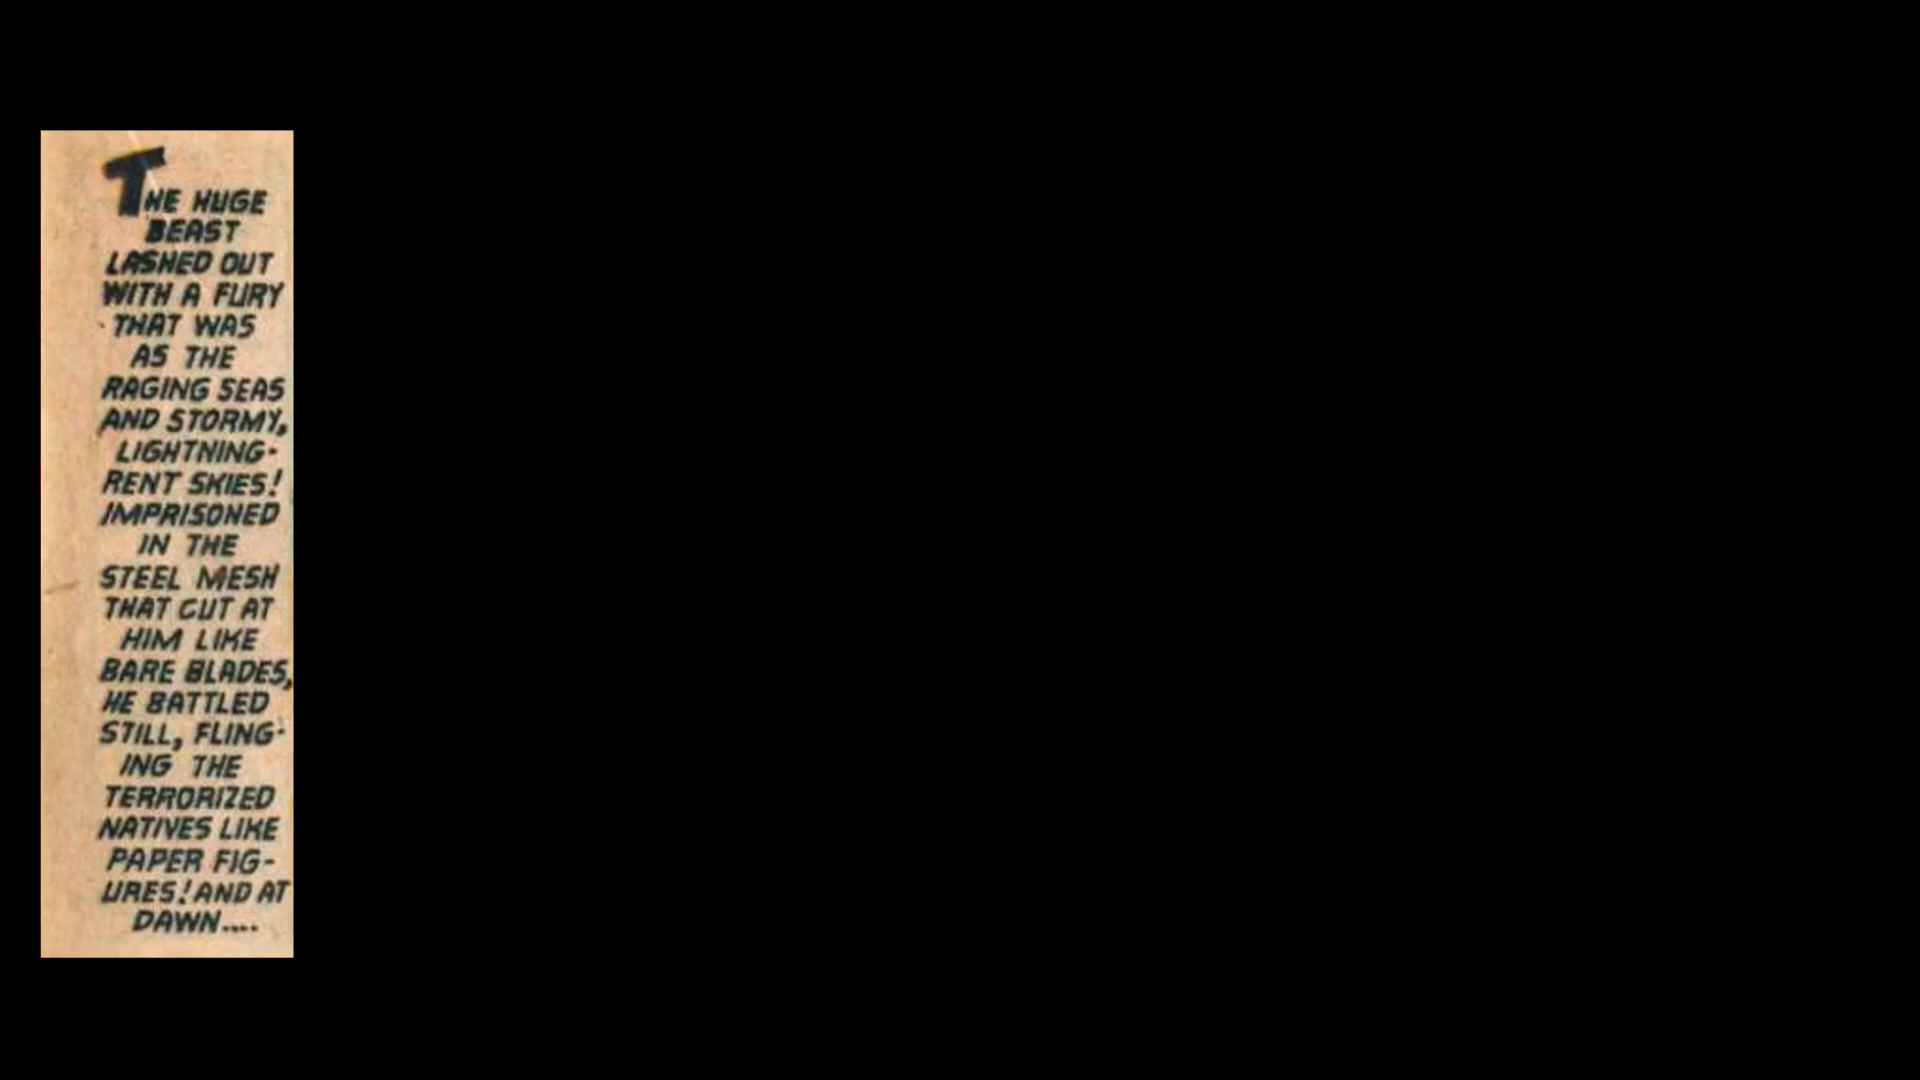 THE HUGE
BEAST
LASHED OUT
WITH A FURY
THAT WAS
AS THE
RAGING SEAS
AND STORMY,
LIGHTNING-
RENT SKIES!
IMPRISONED
IN THE
STEEL MESH
THAT CUT AT
HIM LIKE
BARE BLADES,
HE BATTLED
STILL, FLING-
ING THE
TERRORIZED
NATIVES LIKE
PAPER FIG-
URES! AND AT
DAWN....